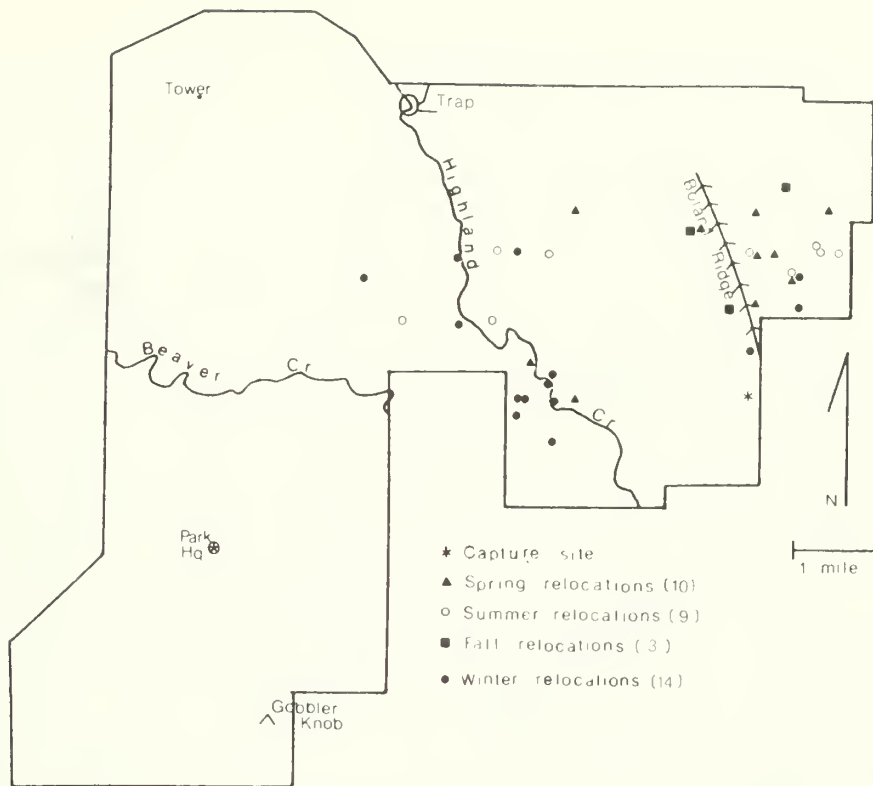 Tower
Trap
Highland
Boland
Ridge
Beaver Cr
Cr
N
Park
Hq
* Capture site
▲ Spring relocations (10)
○ Summer relocations (9)
■ Fall relocations (3)
● Winter relocations (14)
1 mile
Gobbler
Knob